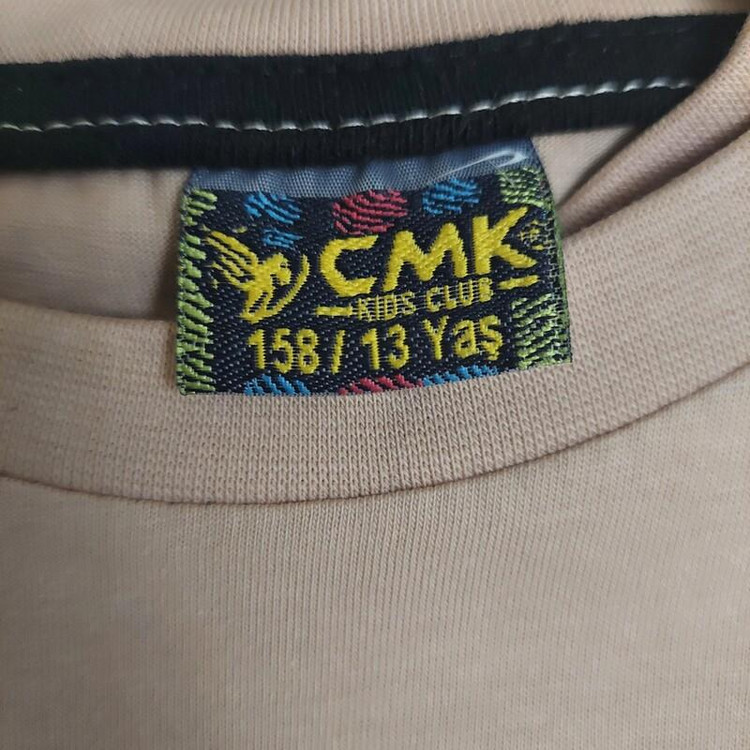 CMK
KIDS CLUB
158 / 13 Yaş